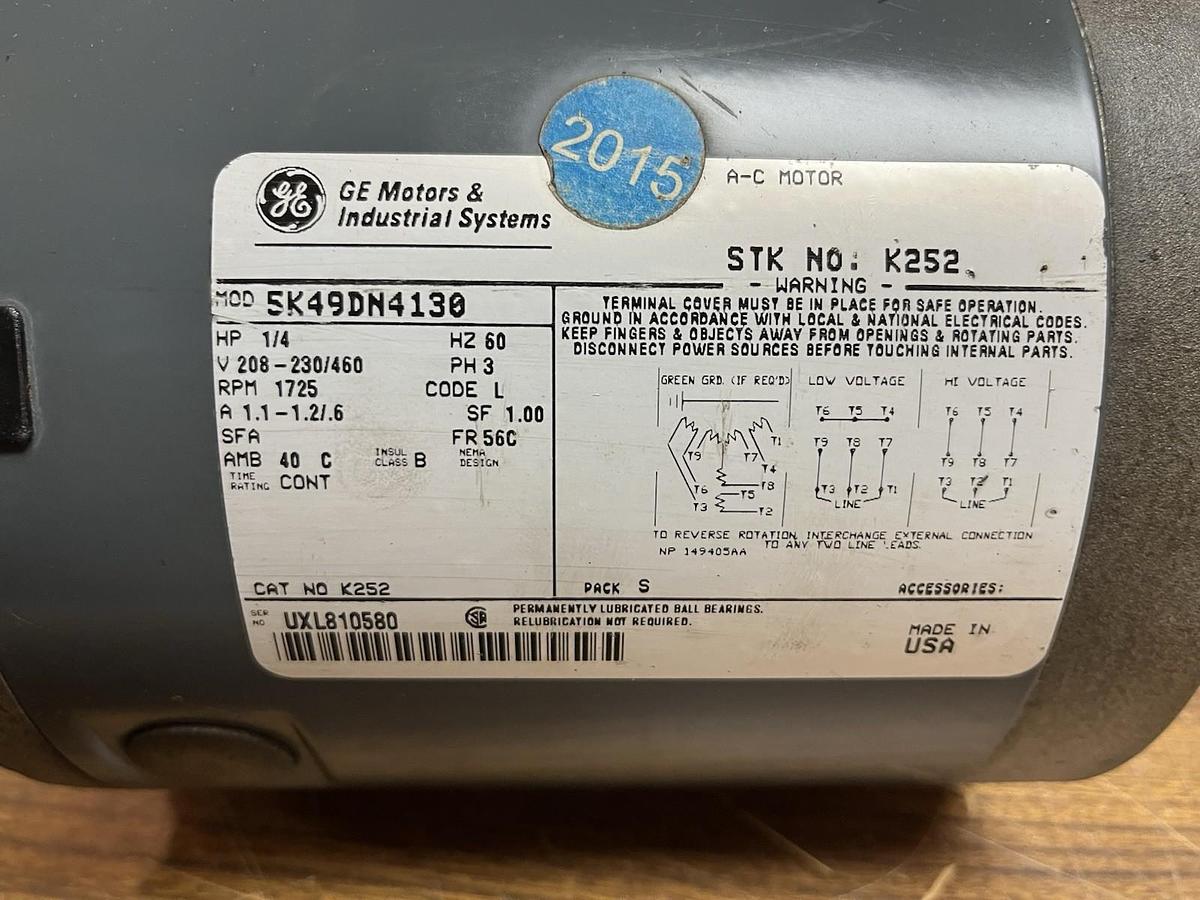 2015
GE
GE Motors &
Industrial Systems
A-C MOTOR
STK NO: K252
MOD 5K49DN4130
HP 1/4 HZ 60
V 208-230/460 PH 3
RPM 1725 CODE L
A 1.1-1.2/.6 SF 1.00
SFA FR 56C
AMB 40 C INSUL CLASS B NEMA DESIGN
TIME RATING CONT
CAT NO K252
- WARNING -
TERMINAL COVER MUST BE IN PLACE FOR SAFE OPERATION.
GROUND IN ACCORDANCE WITH LOCAL & NATIONAL ELECTRICAL CODES.
KEEP FINGERS & OBJECTS AWAY FROM OPENINGS & ROTATING PARTS.
DISCONNECT POWER SOURCES BEFORE TOUCHING INTERNAL PARTS.
GREEN GRD. (IF REQ'D) LOW VOLTAGE HI VOLTAGE
T6 T5 T4 T6 T5 T4
T1
T9 T7 T9 T8 T7
T4 T9 T8 T7
T8
T6 T5 T3 T2 T1 T3 T2 T1
T3 T2 LINE LINE
TO REVERSE ROTATION, INTERCHANGE EXTERNAL CONNECTION
TO ANY TWO LINE LEADS.
NP 149405AA
PACK S ACCESSORIES:
SER NO UXL810580
PERMANENTLY LUBRICATED BALL BEARINGS.
RELUBRICATION NOT REQUIRED.
MADE IN
USA